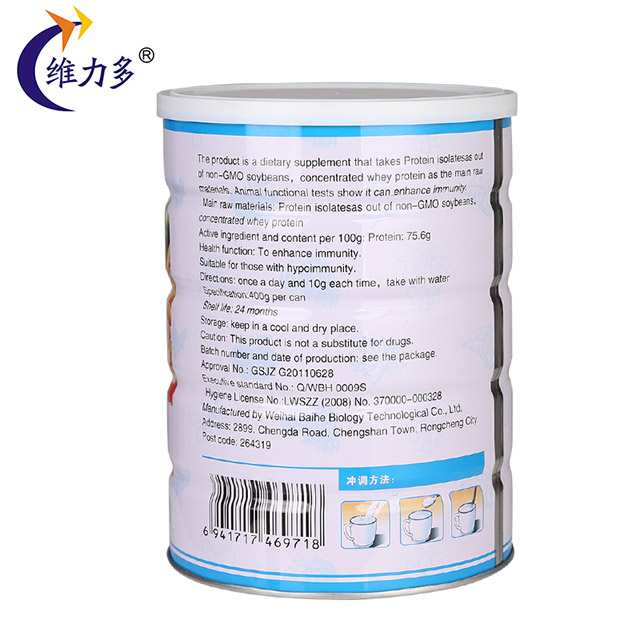 维力多®
The product is a dietary supplement that takes Protein isolatesas out
of non-GMO soybeans, concentrated whey protein as the main raw
materials. Animal functional tests show it can enhance immunity.
Main raw materials: Protein isolatesas out of non-GMO soybeans,
concentrated whey protein
Active ingredient and content per 100g: Protein: 75.6g
Health function: To enhance immunity.
Suitable for those with hypoimmunity.
Directions: once a day and 10g each time, take with water
Specification:400g per can
Shelf life: 24 months
Storage: keep in a cool and dry place.
Caution: This product is not a substitute for drugs.
Batch number and date of production: see the package.
Approval No.: GSJZ G20110628
Executive standard No.: Q/WBH 0009S
Hygiene License No.:LWSZZ (2008) No. 370000-000328
Manufactured by Weihai Baihe Biology Technological Co., Ltd.
Address: 2899, Chengda Road, Chengshan Town, Rongcheng City
Post code: 264319
冲调方法:
6 941717 469718